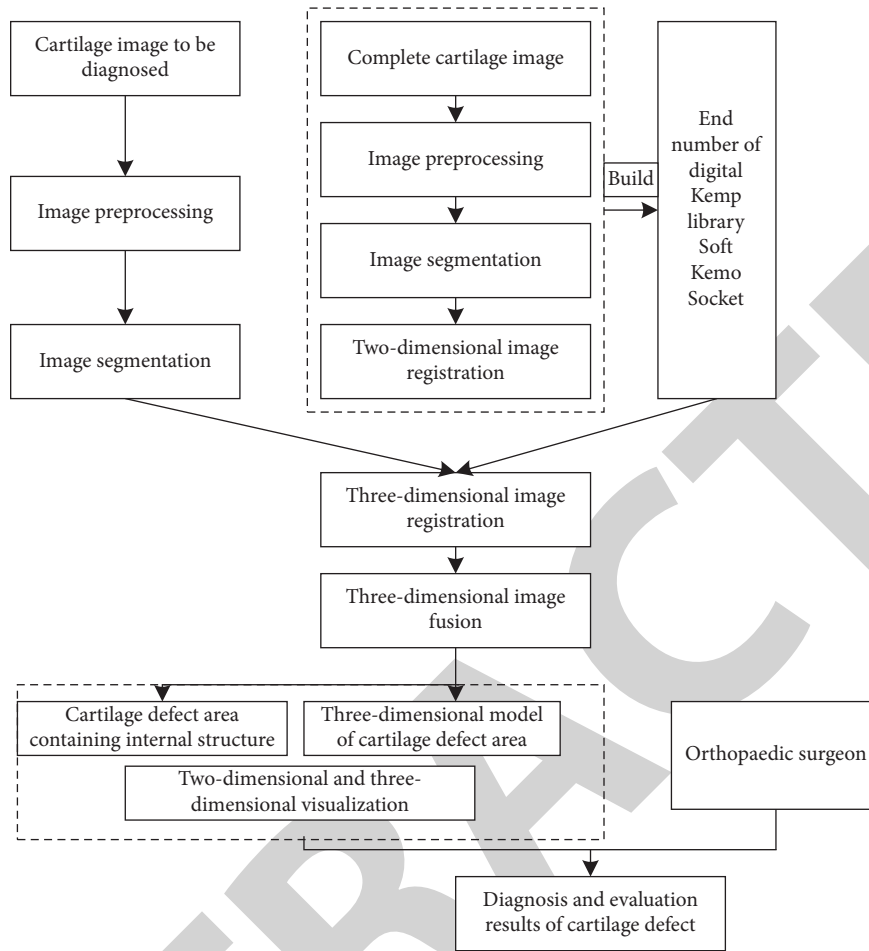 Cartilage image to be
diagnosed
Image preprocessing
Image segmentation
Complete cartilage image
Image preprocessing
Image segmentation
Two-dimensional image
registration
Build
End
number of
digital
Kemp
library
Soft
Kemo
Socket
Three-dimensional image
registration
Three-dimensional image
fusion
Cartilage defect area
containing internal structure
Three-dimensional model
of cartilage defect area
Two-dimensional and three-
dimensional visualization
Orthopaedic surgeon
Diagnosis and evaluation
results of cartilage defect
RACT